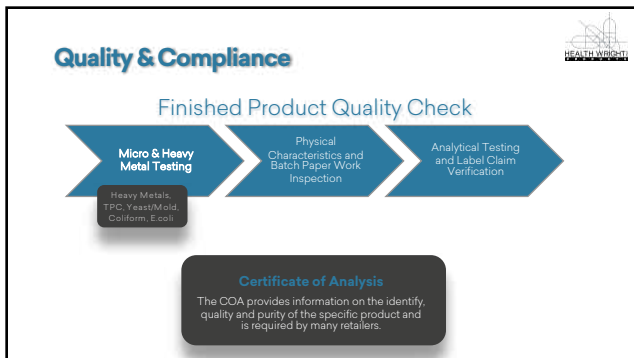 Quality & Compliance
HEALTH WRIGHT
PRODUCTS
Finished Product Quality Check
Micro & Heavy
Metal Testing
Physical
Characteristics and
Batch Paper Work
Inspection
Analytical Testing
and Label Claim
Verification
Heavy Metals,
TPC, Yeast/Mold,
Coliform, E.coli
Certificate of Analysis
The COA provides information on the identify,
quality and purity of the specific product and
is required by many retailers.